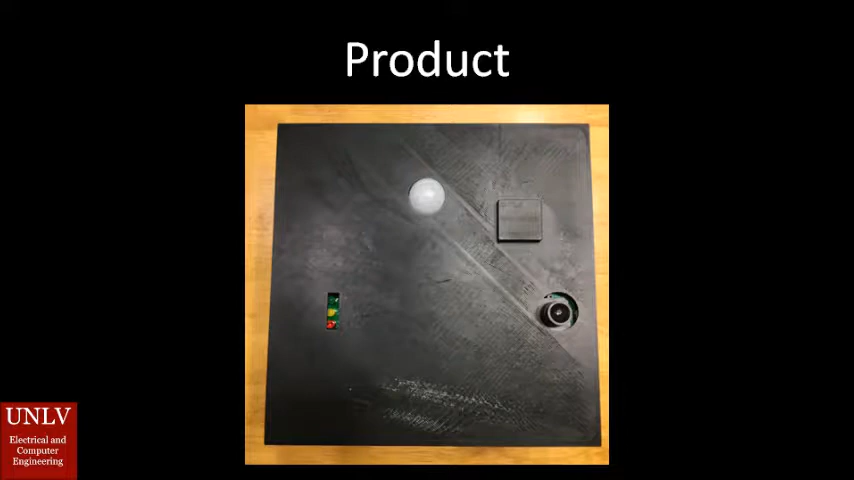 Product
UNLV
Electrical and
Computer
Engineering